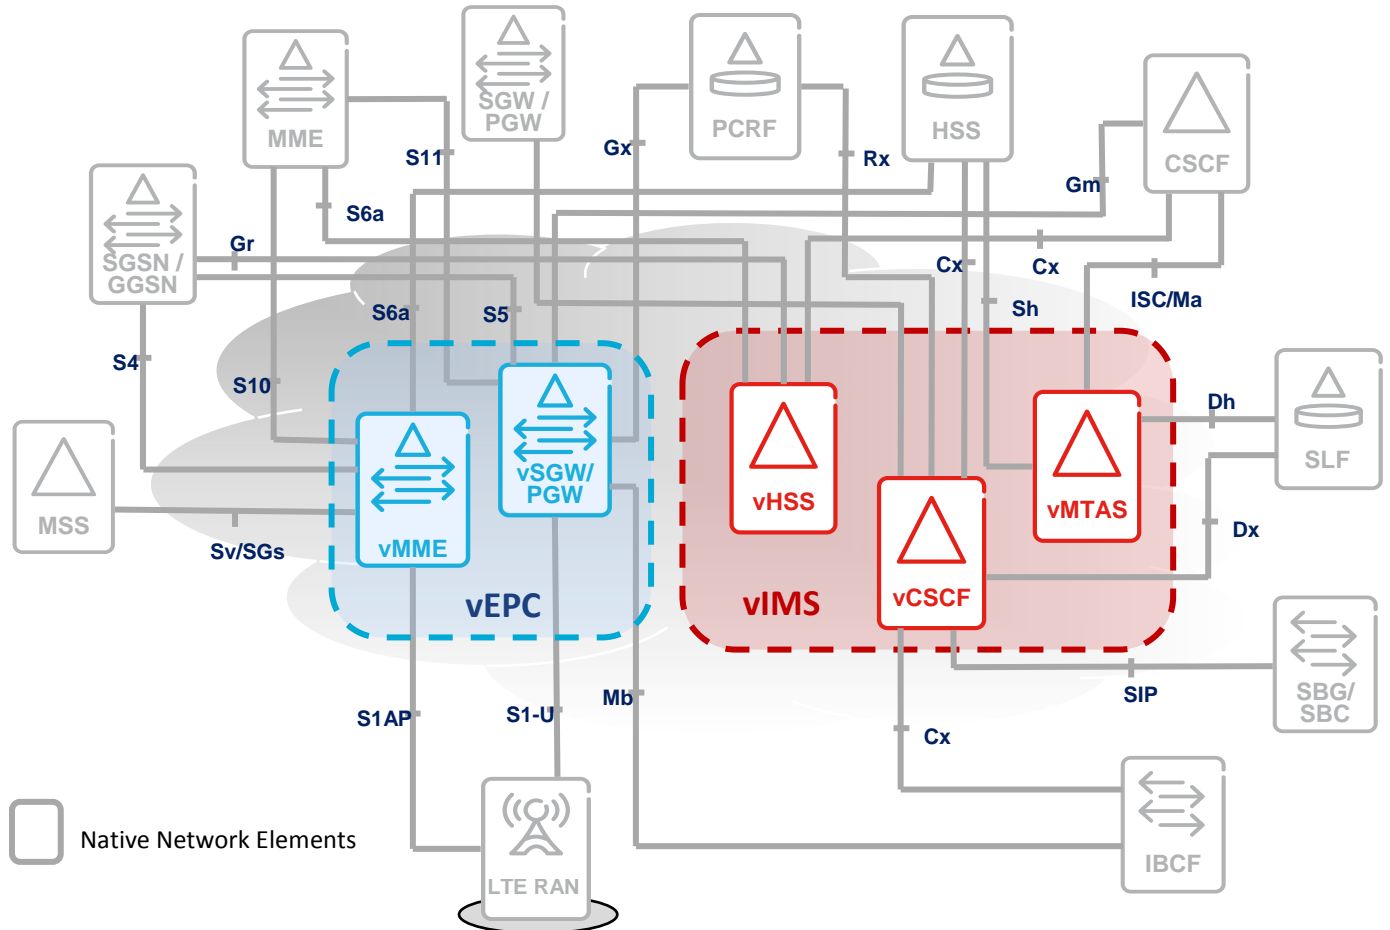 SGW /
PGW
MME
PCRF
HSS
CSCF
S11
Gx
Rx
Gm
S6a
SGSN /
GGSN
Gr
Cx
Cx
ISC/Ma
S6a
S5
Sh
S4
S10
Dh
MSS
vSGW/
PGW
vHSS
vMTAS
SLF
Sv/SGs
vMME
Dx
vEPC
vIMS
vCSCF
Mb
SIP
SBG/
SBC
S1AP
S1-U
Cx
Native Network Elements
LTE RAN
IBCF